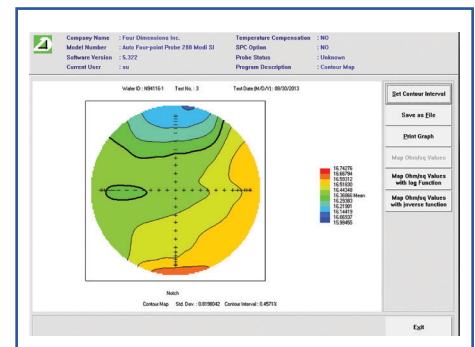 Company Name : Four Dimensions Inc. Temperature Compensation : NO
Model Number : Auto Four-point Probe 280 Modi SI SPC Option : NO
Software Version : 5.322 Probe Status : Unknown
Current User : su Program Description : Contour Map
Wafer ID : N94116-1 Test No. : 3 Test Date (M/D/Y) : 09/30/2013
Set Contour Interval
Save as File
Print Graph
Map Ohm/sq Values
Map Ohm/sq Values
with log Function
Map Ohm/sq Values
with inverse function
16.74276
16.66794
16.59312
16.51830
16.44348
16.36866 Mean
16.29383
16.21901
16.14419
16.06937
15.99455
Notch
Contour Map Std. Dev. : 0.8198042 Contour Interval : 0.4571%
Exit